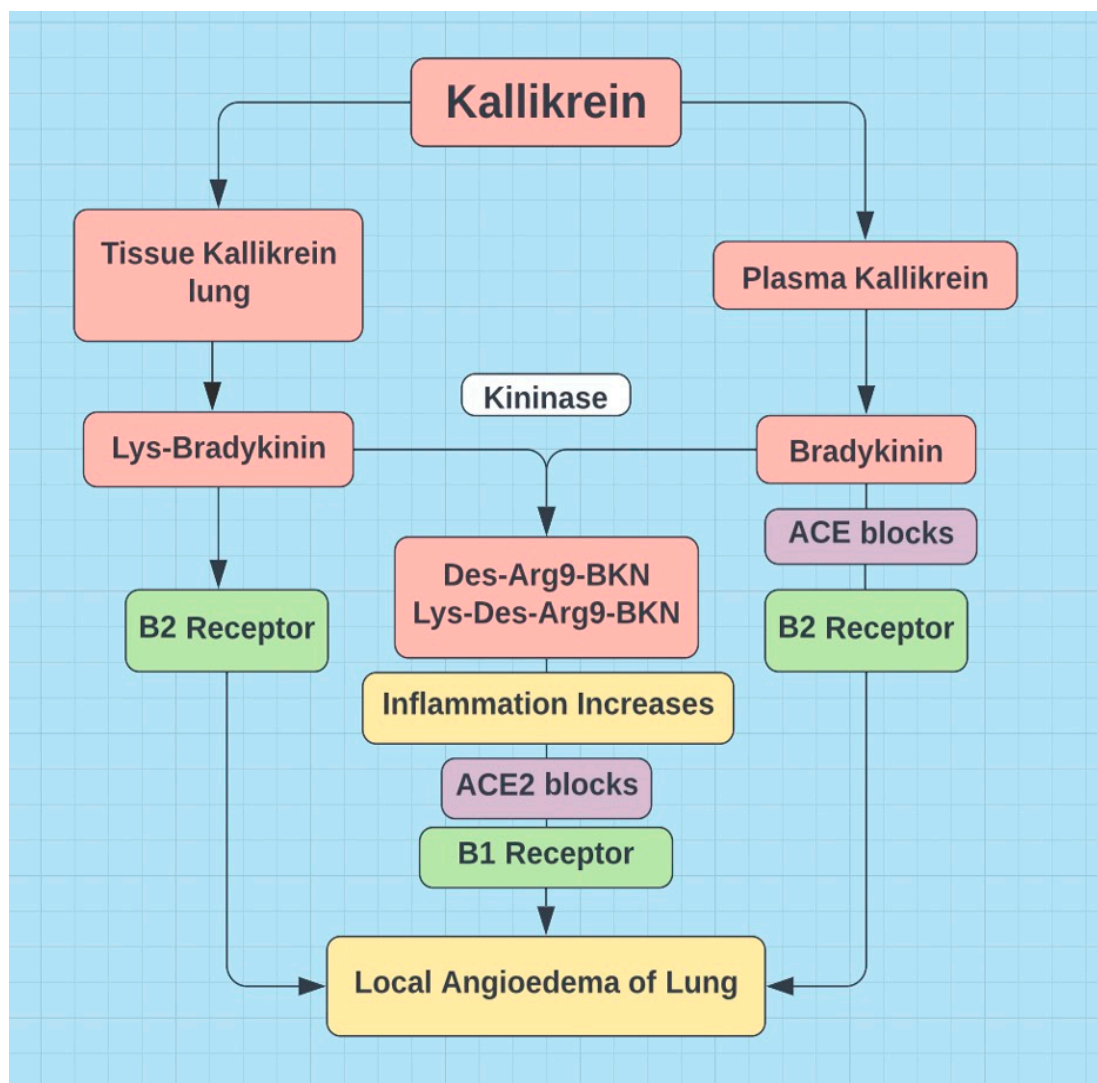 Kallikrein
Tissue Kallikrein
lung
Plasma Kallikrein
Kininase
Lys-Bradykinin
Bradykinin
ACE blocks
Des-Arg9-BKN
Lys-Des-Arg9-BKN
B2 Receptor
B2 Receptor
Inflammation Increases
ACE2 blocks
B1 Receptor
Local Angioedema of Lung